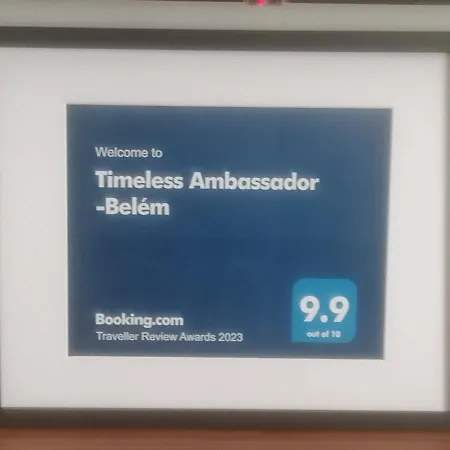 Welcome to
Timeless Ambassador
-Belém
Booking.com
Traveller Review Awards 2023
9.9
out of 10